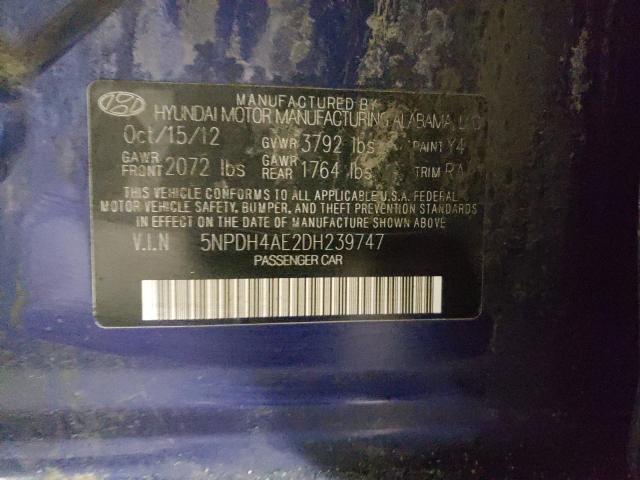 MANUFACTURED BY
HYUNDAI MOTOR MANUFACTURING ALABAMA, LLC
Oct/15/12 GVWR 3792 lbs PAINT Y4
GAWR FRONT 2072 lbs GAWR REAR 1764 lbs TRIM
THIS VEHICLE CONFORMS TO ALL APPLICABLE U.S.A. FEDERAL
MOTOR VEHICLE SAFETY, BUMPER, AND THEFT PREVENTION STANDARDS
IN EFFECT ON THE DATE OF MANUFACTURE SHOWN ABOVE
V.I.N 5NPDH4AE2DH239747
PASSENGER CAR